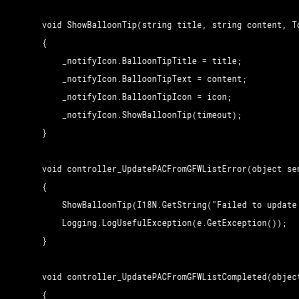 void ShowBalloonTip(string title, string content, To
{
_notifyIcon.BalloonTipTitle = title;
_notifyIcon.BalloonTipText = content;
_notifyIcon.BalloonTipIcon = icon;
_notifyIcon.ShowBalloonTip(timeout);
}
void controller_UpdatePACFromGFWListError(object sen
{
ShowBalloonTip(I18N.GetString("Failed to update
Logging.LogUsefulException(e.GetException());
}
void controller_UpdatePACFromGFWListCompleted(object
{